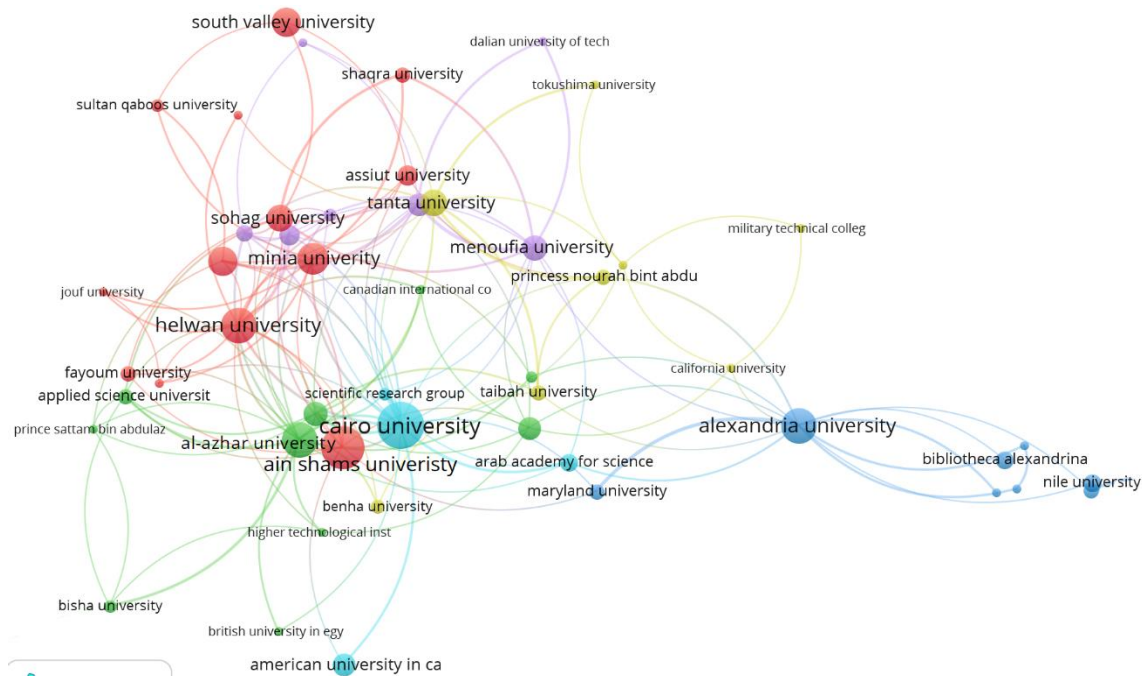 south valley university
dalian university of tech
shaqra university
tokushima university
sultan qaboos university
assiut university
tanta university
sohag university
military technical colleg
menoufia university
minia univerity
princess nourah bint abdu
jouf university
canadian international co
helwan university
fayoum university
california university
applied science universit
scientific research group
taibah university
prince sattam bin abdulaz
cairo university
alexandria university
al-azhar university
ain shams univeristy
arab academy for science
bibliotheca alexandrina
maryland university
nile university
benha university
higher technological inst
bisha university
british university in egy
american university in ca